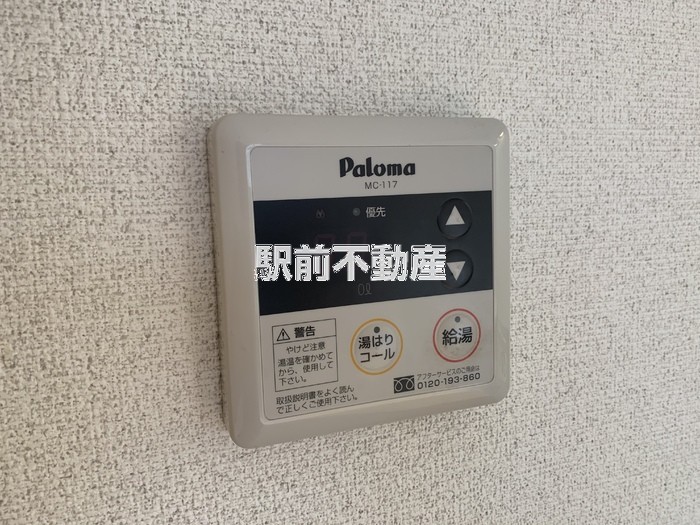 Paloma
MC-117
優先
駅前不動産
0ℓ
警告
やけど注意
湯温を確かめて
から、使用して
下さい。
取扱説明書をよく読ん
で正しくご使用下さい。
湯はり
コール
給湯
アフターサービスのご用命は
0120-193-860